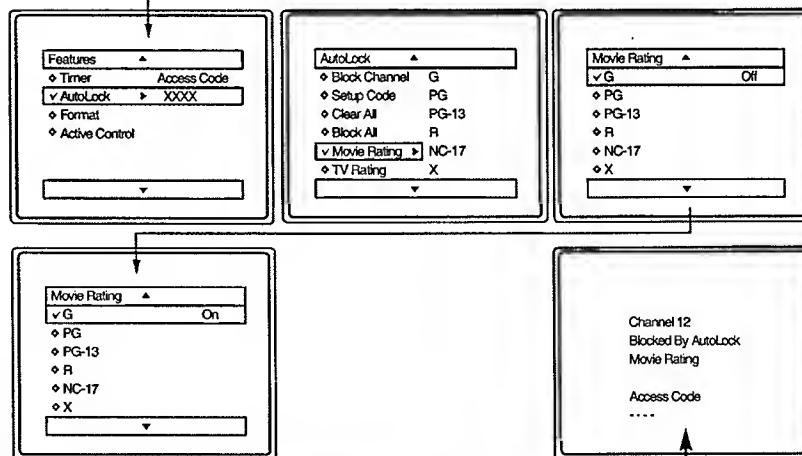 Features
Timer Access Code
AutoLock XXXX
Format
Active Control
AutoLock
Block Channel G
Setup Code PG
Clear All PG-13
Block All R
Movie Rating NC-17
TV Rating X
Movie Rating
G Off
PG
PG-13
R
NC-17
X
Movie Rating
G On
PG
PG-13
R
NC-17
X
Channel 12
Blocked By AutoLock
Movie Rating
Access Code
- - - -